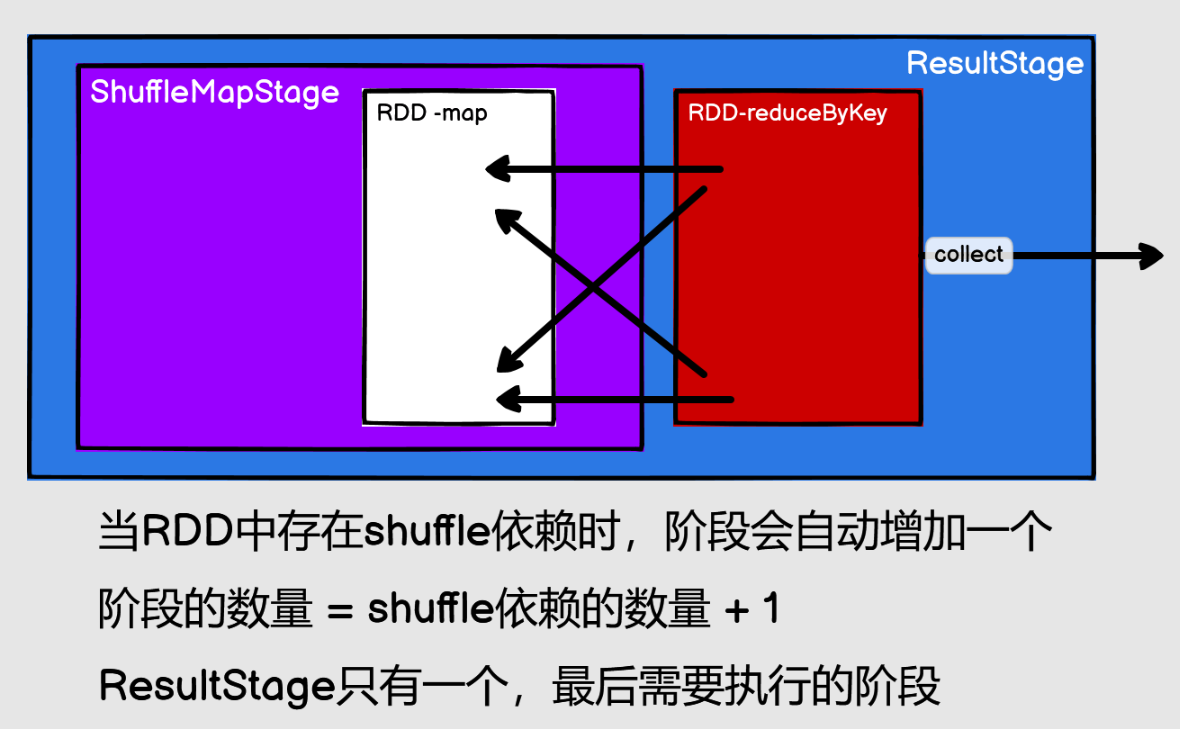 ResultStage
ShuffleMapStage
RDD -map
RDD-reduceByKey
collect
当RDD中存在shuffle依赖时，阶段会自动增加一个
阶段的数量 = shuffle依赖的数量 + 1
ResultStage只有一个，最后需要执行的阶段